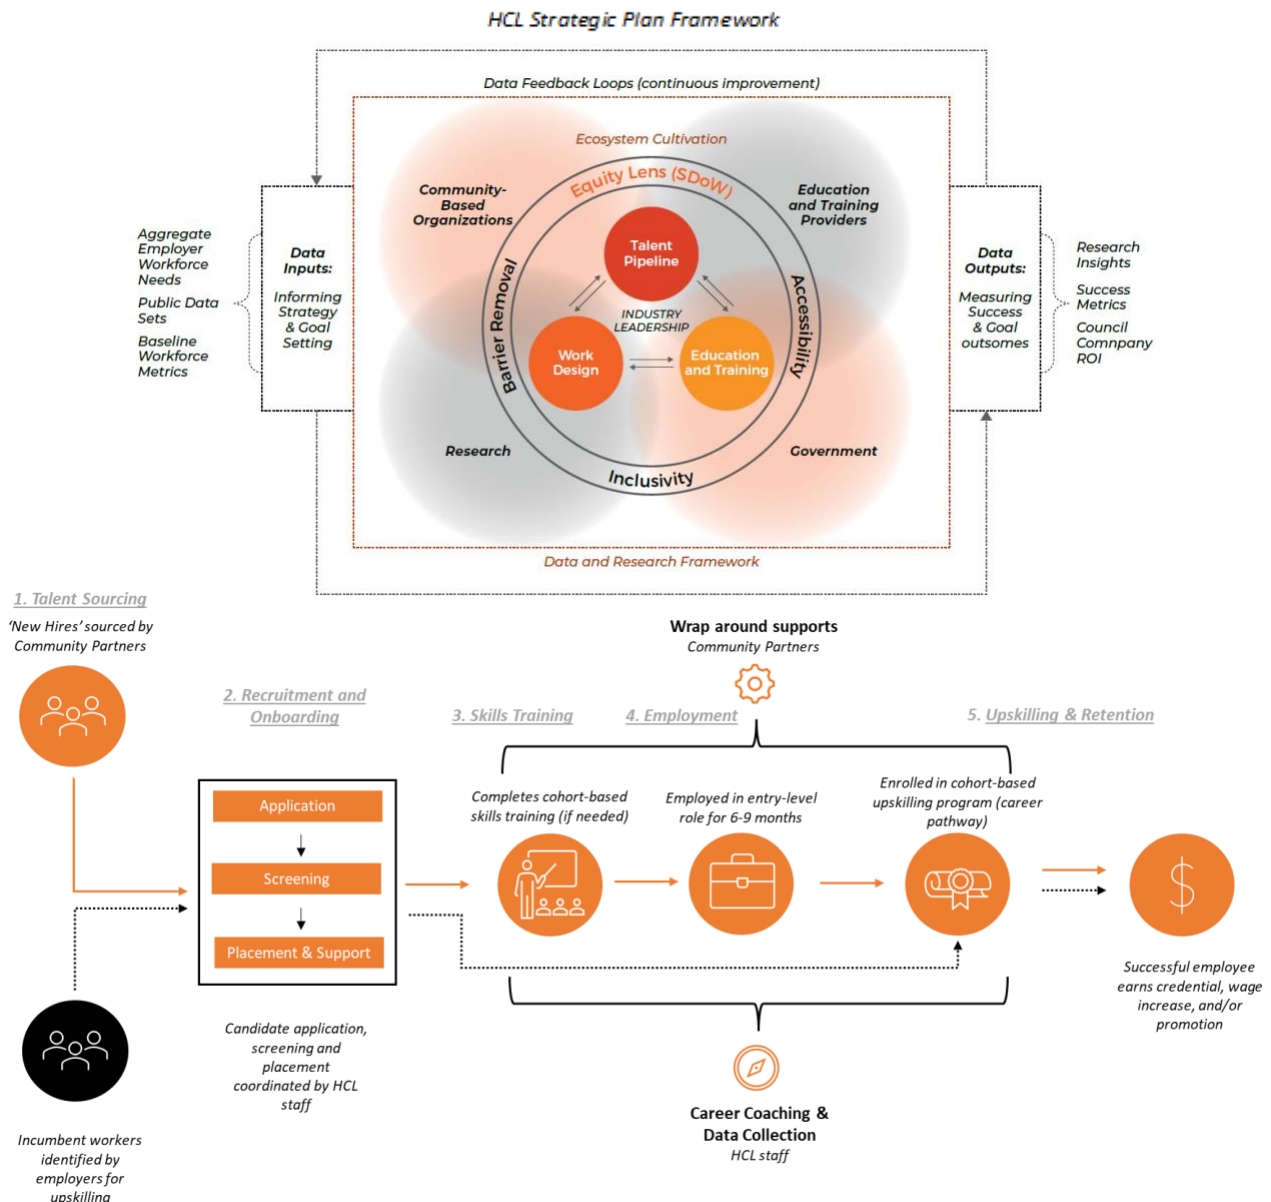 HCL Strategic Plan Framework
Data Feedback Loops (continuous improvement)
Ecosystem Cultivation
Equity Lens (SDoW)
Community-
Based
Organizations
Education
and Training
Providers
Talent
Pipeline
Barrier Removal
Accessibility
INDUSTRY
LEADERSHIP
Work
Design
Education
and Training
Research
Government
Inclusivity
Data and Research Framework
Aggregate
Employer
Workforce
Needs
Public Data
Sets
Baseline
Workforce
Metrics
Data
Inputs:
Informing
Strategy
& Goal
Setting
Data
Outputs:
Measuring
Success
& Goal
outcomes
Research
Insights
Success
Metrics
Council
Comnpany
ROI
1. Talent Sourcing
‘New Hires’ sourced by
Community Partners
2. Recruitment and
Onboarding
Application
Screening
Placement & Support
Candidate application,
screening and
placement
coordinated by HCL
staff
Incumbent workers
identified by
employers for
upskilling
Wrap around supports
Community Partners
3. Skills Training
4. Employment
5. Upskilling & Retention
Completes cohort-based
skills training (if needed)
Employed in entry-level
role for 6-9 months
Enrolled in cohort-based
upskilling program (career
pathway)
$
Successful employee
earns credential, wage
increase, and/or
promotion
Career Coaching &
Data Collection
HCL staff